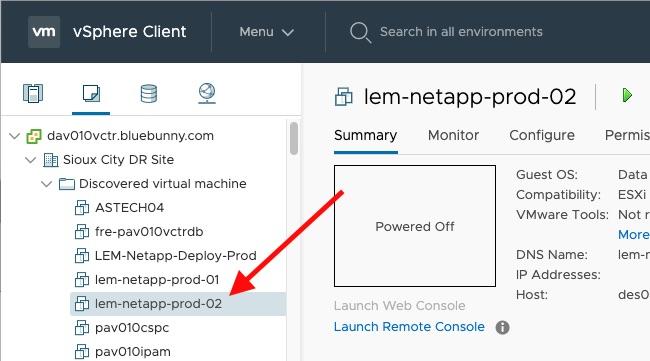 vm vSphere Client Menu Search in all environments
dav010vctr.bluebunny.com
Sioux City DR Site
Discovered virtual machine
ASTECH04
fre-pav010vctrdb
LEM-Netapp-Deploy-Prod
lem-netapp-prod-01
lem-netapp-prod-02
pav010cspc
pav010ipam
lem-netapp-prod-02
Summary Monitor Configure Permis
Powered Off
Launch Web Console
Launch Remote Console
Guest OS: Data
Compatibility: ESXi
VMware Tools: Not r
More
DNS Name: lem-r
IP Addresses:
Host: des0